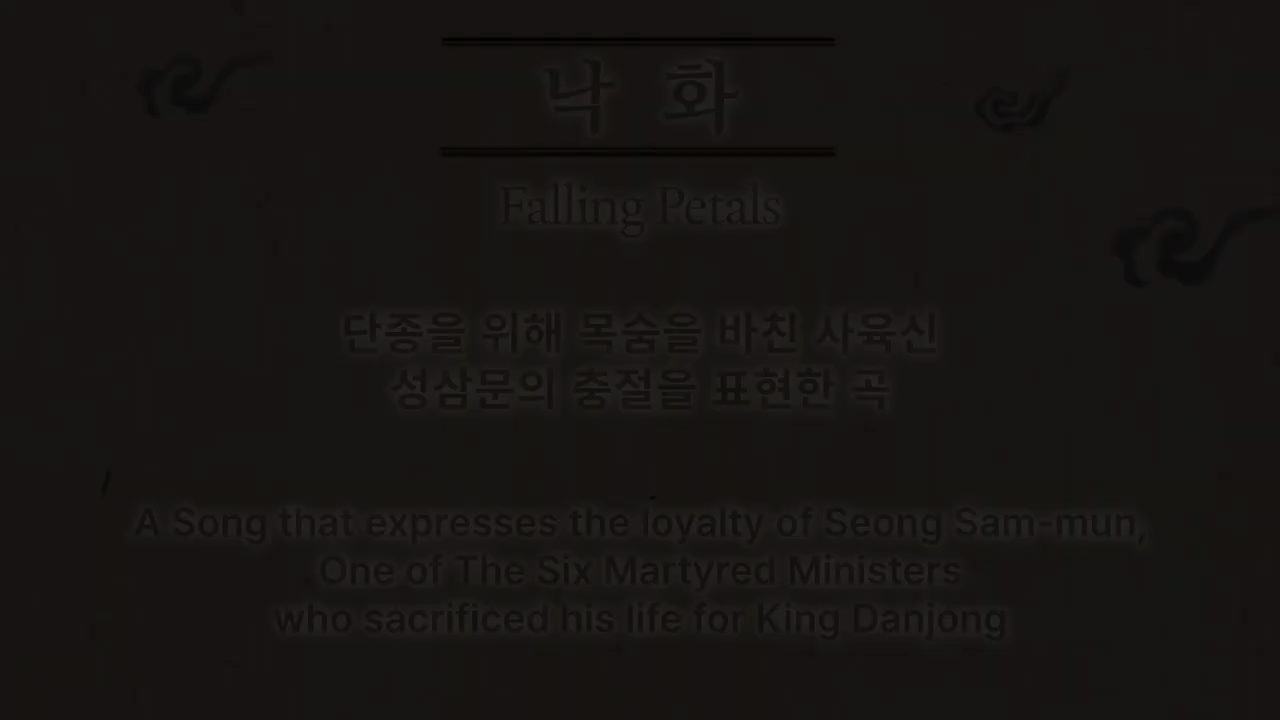 낙 화
Falling Petals
단종을 위해 목숨을 바친 사육신
성삼문의 충절을 표현한 곡
A Song that expresses the loyalty of Seong Sam-mun,
One of The Six Martyred Ministers
who sacrificed his life for King Danjong